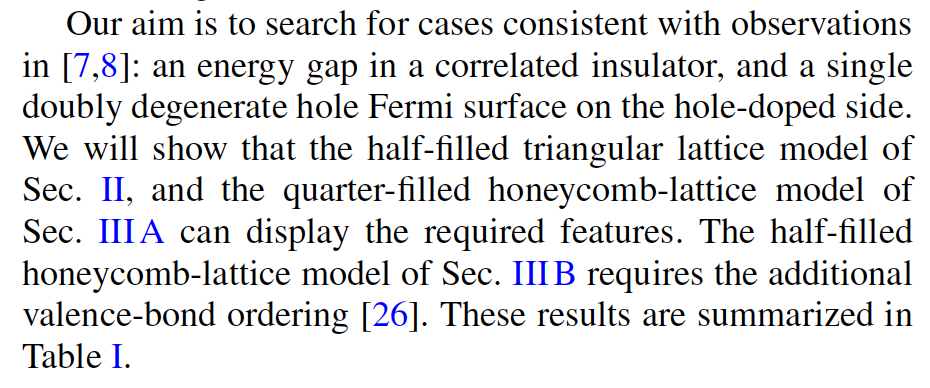 Our aim is to search for cases consistent with observations
in [7,8]: an energy gap in a correlated insulator, and a single
doubly degenerate hole Fermi surface on the hole-doped side.
We will show that the half-filled triangular lattice model of
Sec. II, and the quarter-filled honeycomb-lattice model of
Sec. III A can display the required features. The half-filled
honeycomb-lattice model of Sec. III B requires the additional
valence-bond ordering [26]. These results are summarized in
Table I.